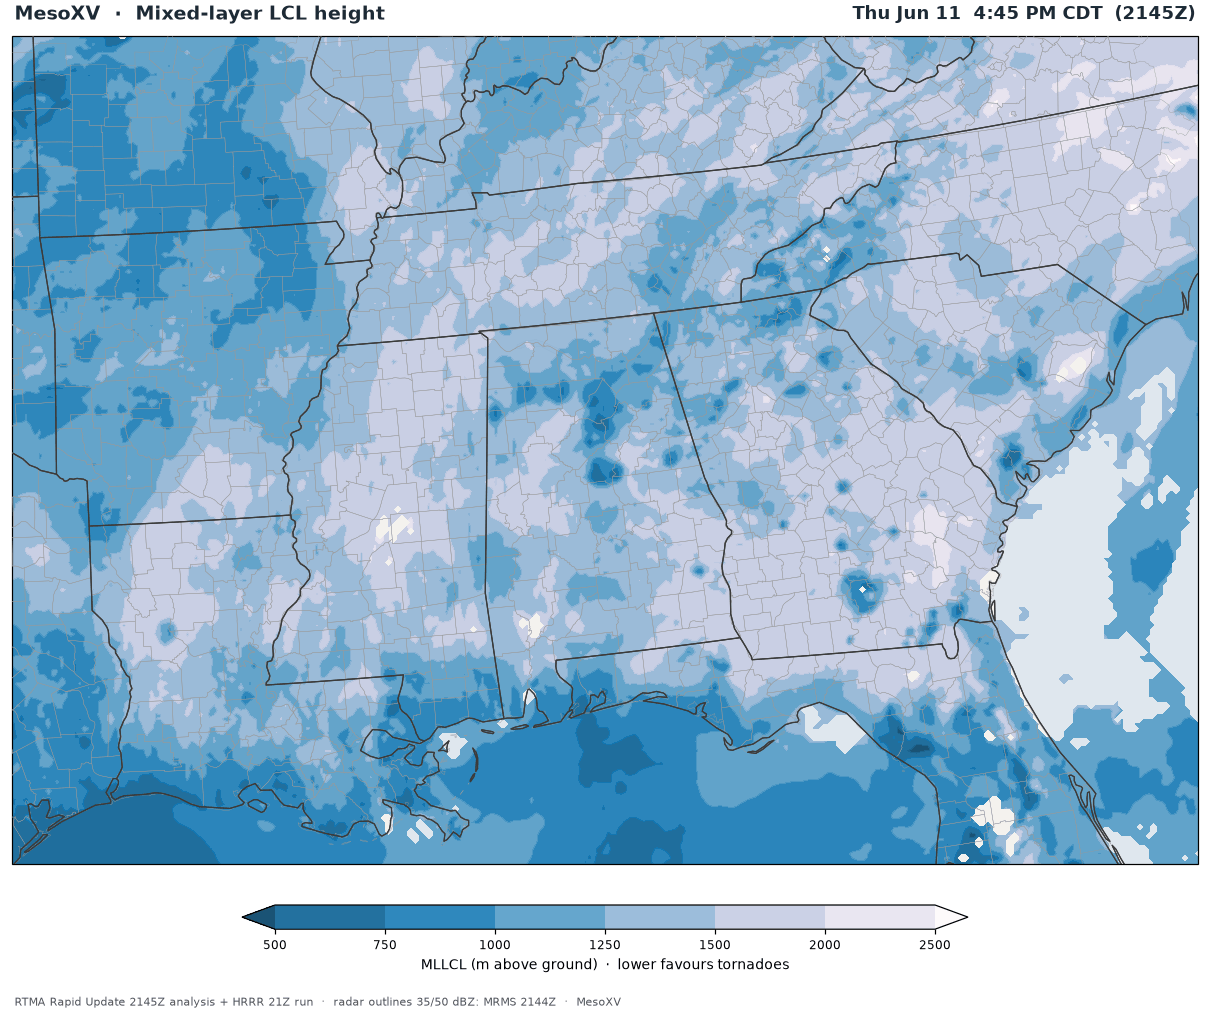 MesoXV · Mixed-layer LCL height
Thu Jun 11 4:45 PM CDT (2145Z)
500 750 1000 1250 1500 2000 2500
MLLCL (m above ground) · lower favours tornadoes
RTMA Rapid Update 2145Z analysis + HRRR 21Z run · radar outlines 35/50 dBZ: MRMS 2144Z · MesoXV